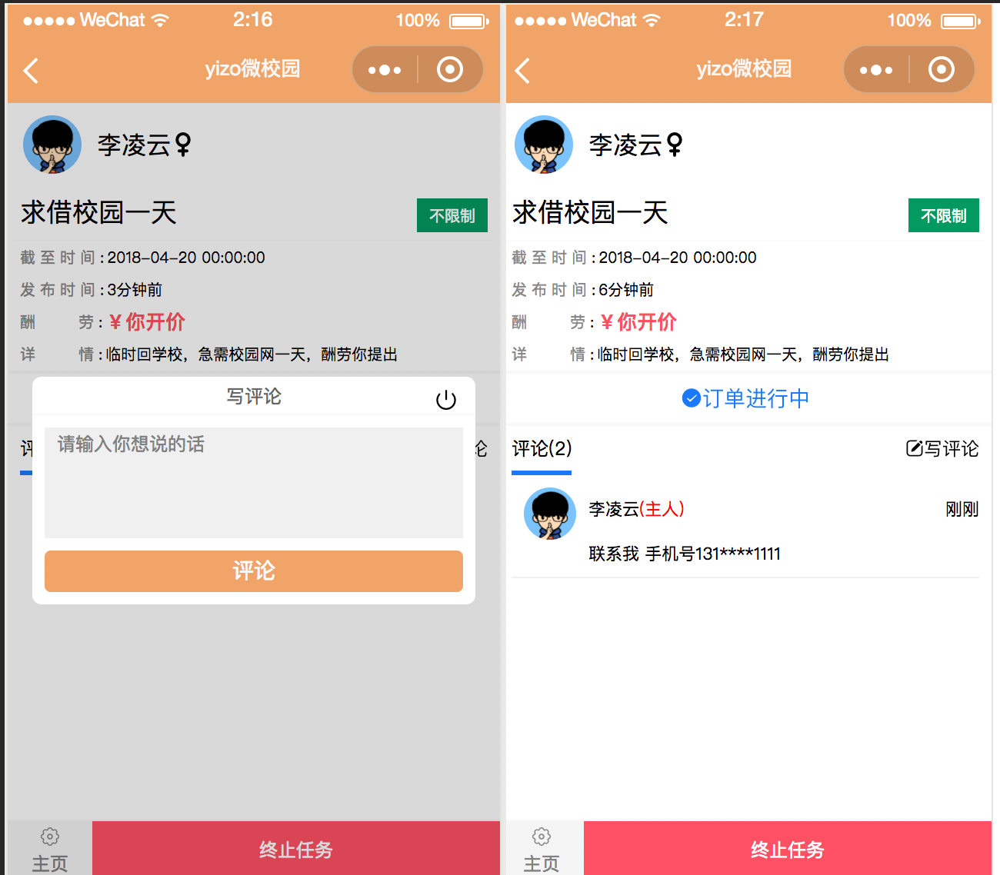 WeChat 2:16 100%
yizo微校园
李凌云
求借校园一天
不限制
截至时间：2018-04-20 00:00:00
发布时间：3分钟前
酬 劳：¥ 你开价
详 情：临时回学校，急需校园网一天，酬劳你提出
写评论
评
论
请输入你想说的话
评论
主页
终止任务
WeChat 2:17 100%
yizo微校园
李凌云
求借校园一天
不限制
截至时间：2018-04-20 00:00:00
发布时间：6分钟前
酬 劳：¥ 你开价
详 情：临时回学校，急需校园网一天，酬劳你提出
订单进行中
评论(2)
写评论
李凌云(主人)
刚刚
联系我 手机号131****1111
主页
终止任务